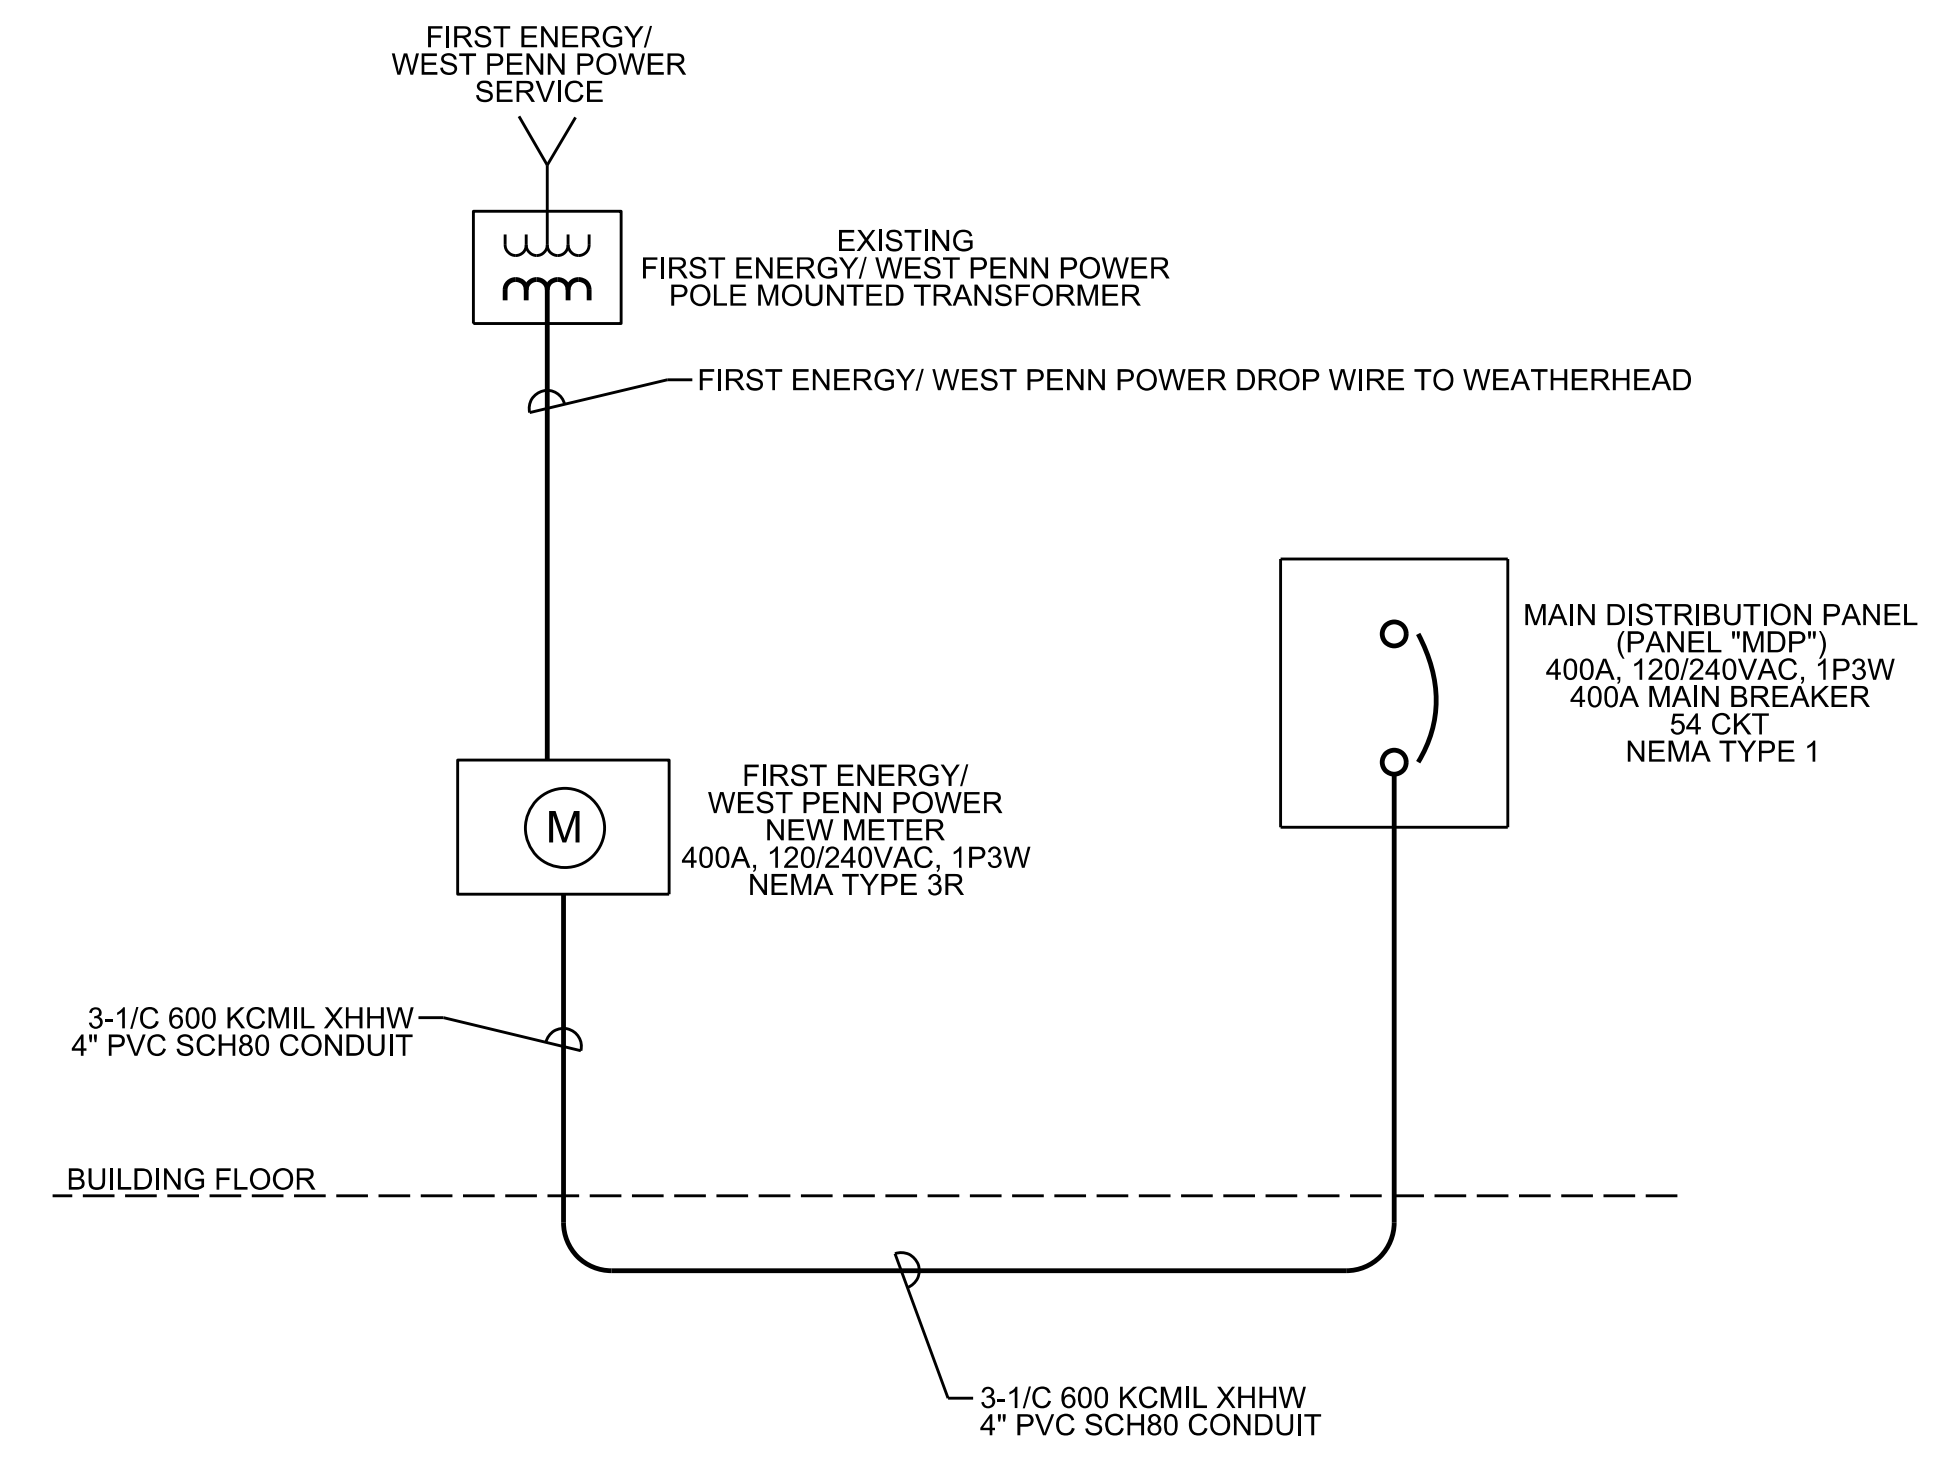 FIRST ENERGY/
WEST PENN POWER
SERVICE
EXISTING
FIRST ENERGY/ WEST PENN POWER
POLE MOUNTED TRANSFORMER
FIRST ENERGY/ WEST PENN POWER DROP WIRE TO WEATHERHEAD
MAIN DISTRIBUTION PANEL
(PANEL "MDP")
400A, 120/240VAC, 1P3W
400A MAIN BREAKER
54 CKT
NEMA TYPE 1
M
FIRST ENERGY/
WEST PENN POWER
NEW METER
400A, 120/240VAC, 1P3W
NEMA TYPE 3R
3-1/C 600 KCMIL XHHW
4" PVC SCH80 CONDUIT
BUILDING FLOOR
3-1/C 600 KCMIL XHHW
4" PVC SCH80 CONDUIT